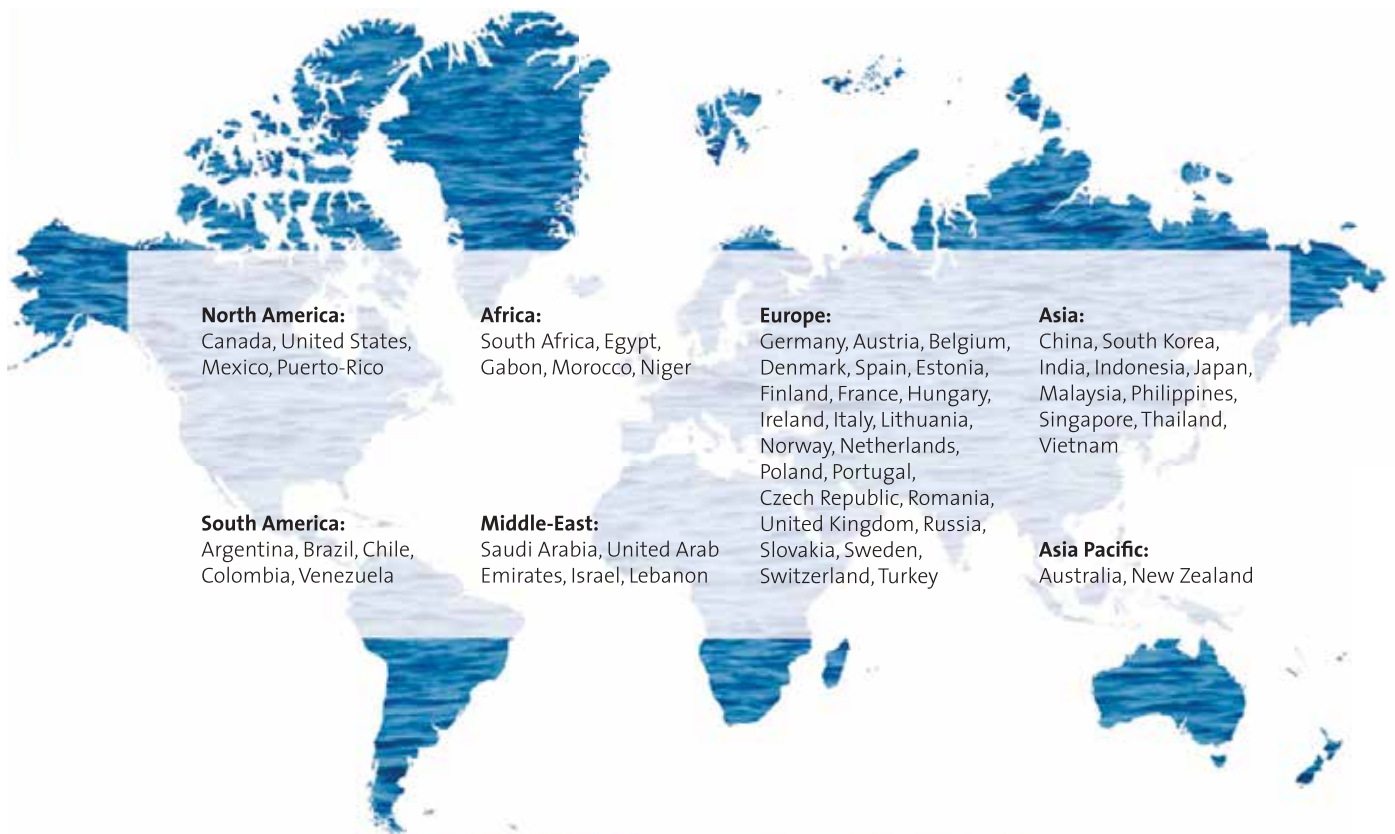 North America:
Canada, United States,
Mexico, Puerto-Rico
South America:
Argentina, Brazil, Chile,
Colombia, Venezuela
Africa:
South Africa, Egypt,
Gabon, Morocco, Niger
Middle-East:
Saudi Arabia, United Arab
Emirates, Israel, Lebanon
Europe:
Germany, Austria, Belgium,
Denmark, Spain, Estonia,
Finland, France, Hungary,
Ireland, Italy, Lithuania,
Norway, Netherlands,
Poland, Portugal,
Czech Republic, Romania,
United Kingdom, Russia,
Slovakia, Sweden,
Switzerland, Turkey
Asia:
China, South Korea,
India, Indonesia, Japan,
Malaysia, Philippines,
Singapore, Thailand,
Vietnam
Asia Pacific:
Australia, New Zealand